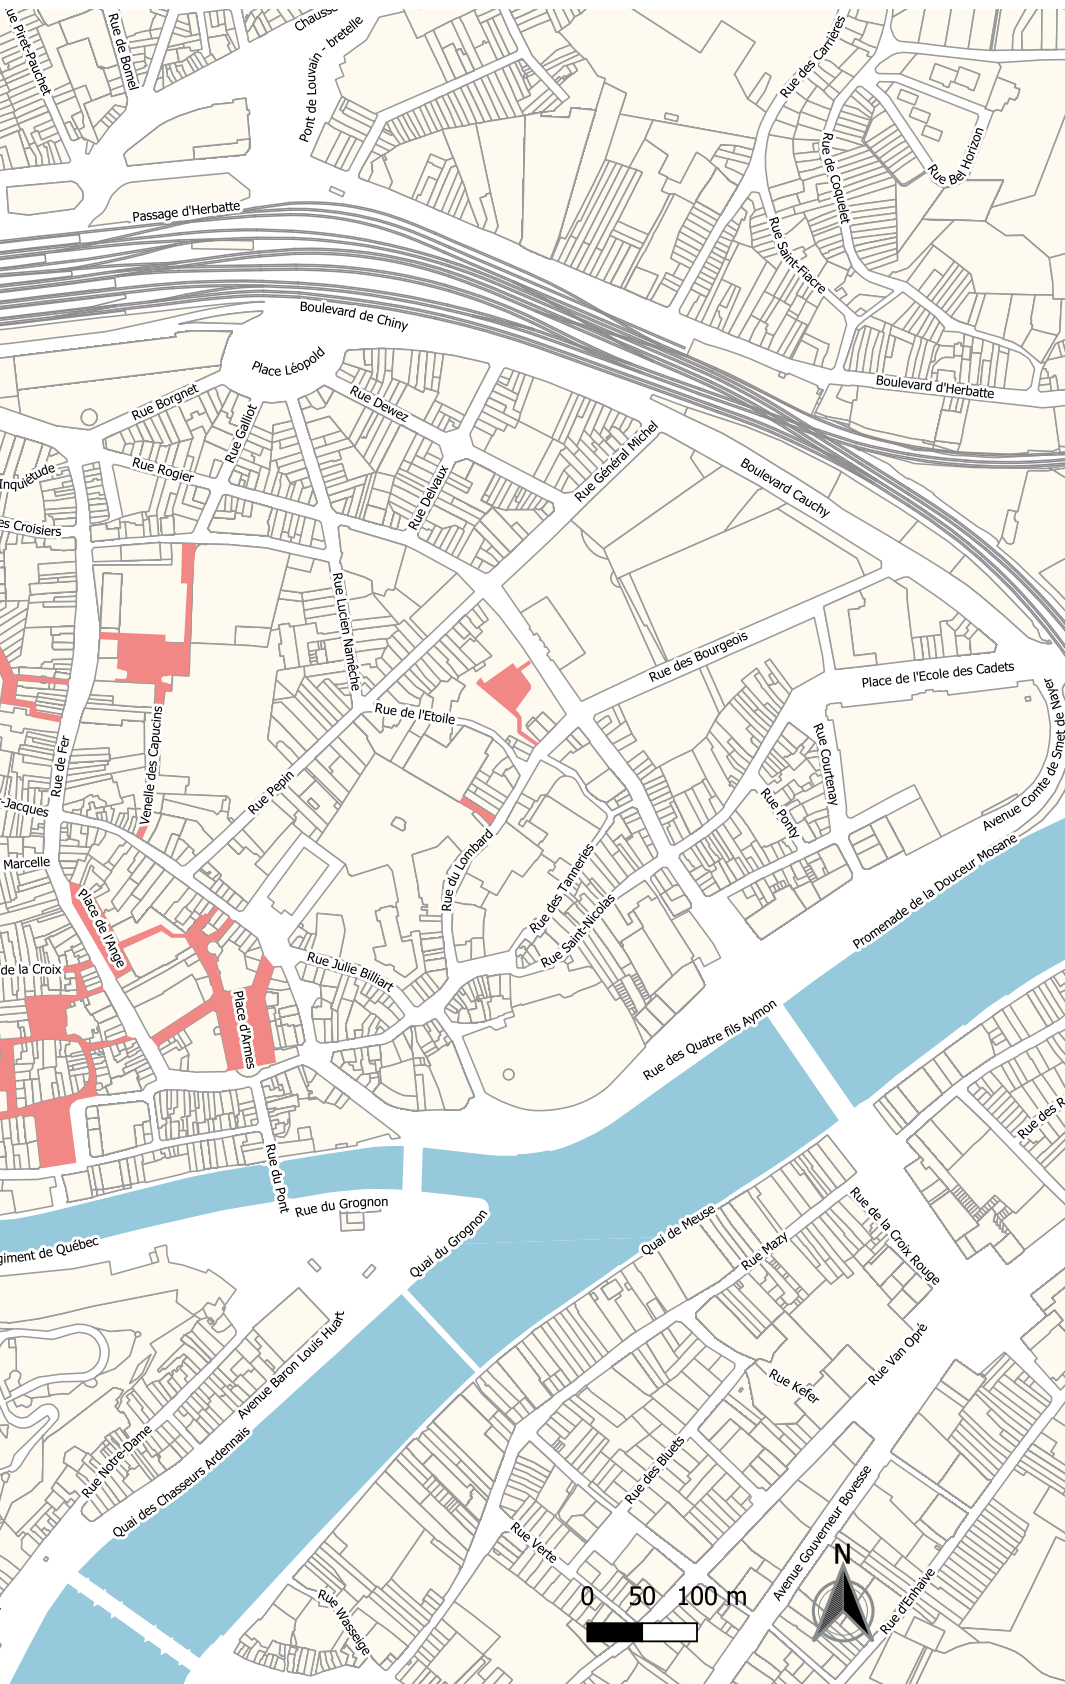 Chauss
ue Piret-Pauchet
Rue de Bomel
Pont de Louvain - bretelle
Rue des Carrières
Rue de Coquelet
Rue Bel Horizon
Passage d'Herbatte
Rue Saint-Fiacre
Boulevard de Chiny
Place Léopold
Boulevard d'Herbatte
Rue Borgnet
Rue Dewez
Rue Galliot
Rue Général Michel
Rue Rogier
Inquiétude
Rue Delvaux
Boulevard Cauchy
es Croisiers
Rue Lucien Namêche
Rue des Bourgeois
Place de l'Ecole des Cadets
Rue de l'Etoile
Venelle des Capucins
Rue de Fer
Rue Courtenay
Avenue Comte de Smet de Nayer
Rue Pepin
t-Jacques
Rue Ponty
Marcelle
Rue du Lombard
Rue des Tanneries
Promenade de la Douceur Mosane
Place de l'Ange
Rue Saint-Nicolas
de la Croix
Rue Julie Billiart
Place d'Armes
Rue des Quatre fils Aymon
Rue des R
Rue du Pont
Rue du Grognon
Rue de la Croix Rouge
Quai de Meuse
Quai du Grognon
Rue Mazy
giment de Québec
Avenue Baron Louis Huart
Rue Van Opré
Rue Kefer
Rue Notre-Dame
Quai des Chasseurs Ardennais
Rue des Bluets
Avenue Gouverneur Bovesse
Rue Verte
N
0 50 100 m
Rue d'Enhaive
Rue Wasseige